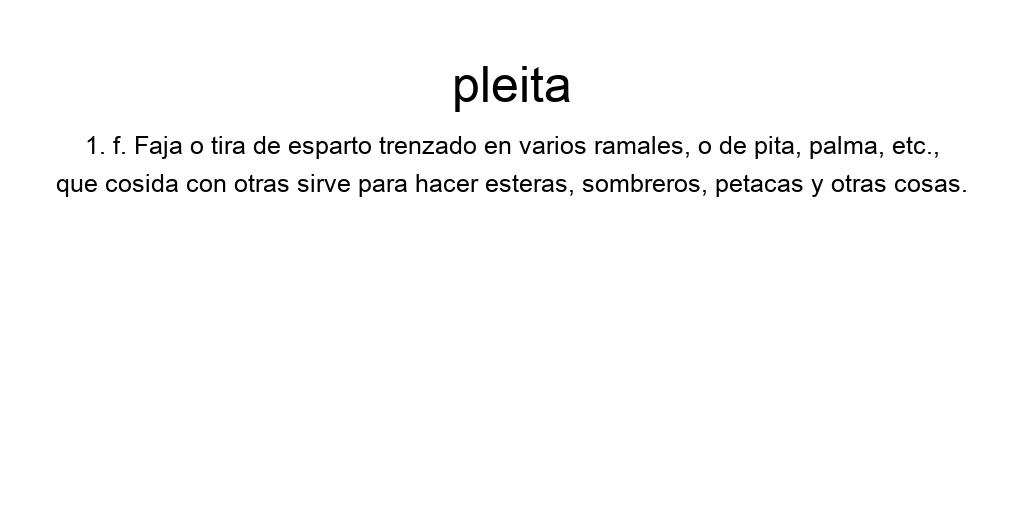 pleita
1. f. Faja o tira de esparto trenzado en varios ramales, o de pita, palma, etc.,
que cosida con otras sirve para hacer esteras, sombreros, petacas y otras cosas.